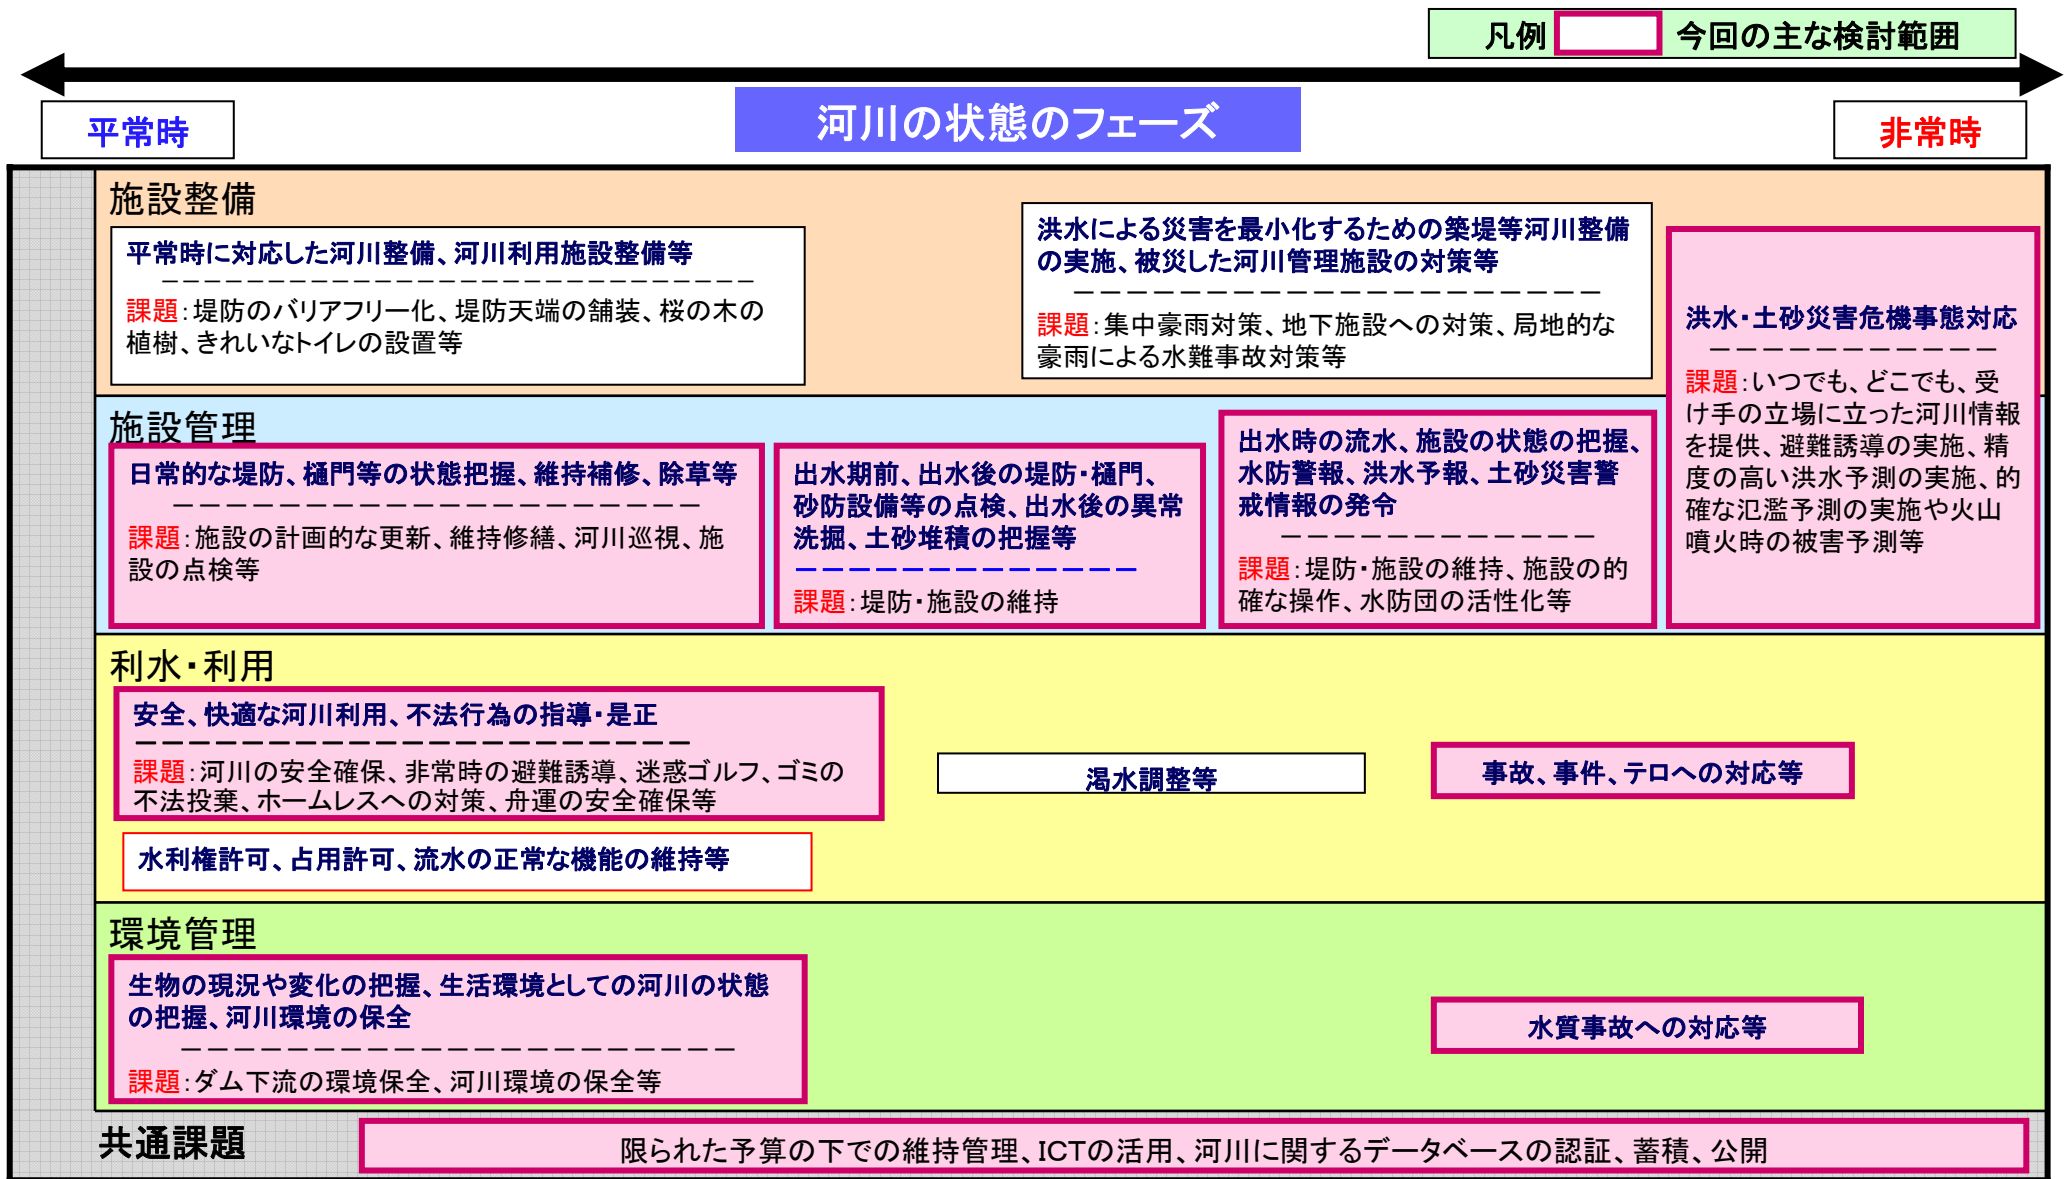 凡例 今回の主な検討範囲
平常時
河川の状態のフェーズ
非常時
施設整備
平常時に対応した河川整備、河川利用施設整備等
課題：堤防のバリアフリー化、堤防天端の舗装、桜の木の
植樹、きれいなトイレの設置等
洪水による災害を最小化するための築堤等河川整備
の実施、被災した河川管理施設の対策等
課題：集中豪雨対策、地下施設への対策、局地的な
豪雨による水難事故対策等
洪水・土砂災害危機事態対応
課題：いつでも、どこでも、受
け手の立場に立った河川情報
を提供、避難誘導の実施、精
度の高い洪水予測の実施、的
確な氾濫予測の実施や火山
噴火時の被害予測等
施設管理
日常的な堤防、樋門等の状態把握、維持補修、除草等
課題：施設の計画的な更新、維持修繕、河川巡視、施
設の点検等
出水期前、出水後の堤防・樋門、
砂防設備等の点検、出水後の異常
洗掘、土砂堆積の把握等
課題：堤防・施設の維持
出水時の流水、施設の状態の把握、
水防警報、洪水予報、土砂災害警
戒情報の発令
課題：堤防・施設の維持、施設の的
確な操作、水防団の活性化等
利水・利用
安全、快適な河川利用、不法行為の指導・是正
課題：河川の安全確保、非常時の避難誘導、迷惑ゴルフ、ゴミの
不法投棄、ホームレスへの対策、舟運の安全確保等
渇水調整等
事故、事件、テロへの対応等
水利権許可、占用許可、流水の正常な機能の維持等
環境管理
生物の現況や変化の把握、生活環境としての河川の状態
の把握、河川環境の保全
課題：ダム下流の環境保全、河川環境の保全等
水質事故への対応等
共通課題
限られた予算の下での維持管理、ICTの活用、河川に関するデータベースの認証、蓄積、公開